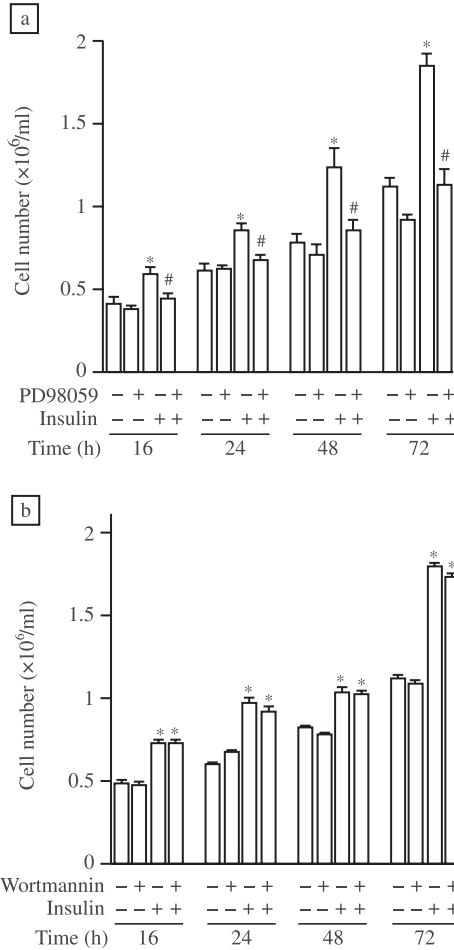 a
2
1.5
1
0.5
0
Cell number (×10⁶/ml)
* # * # * # * #
PD98059 – + – + – + – + – + – + – + – +
Insulin – – + + – – + + – – + + – – + +
Time (h) 16 24 48 72
b
2
1.5
1
0.5
0
Cell number (×10⁶/ml)
* * * * * * * *
Wortmannin – + – + – + – + – + – + – + – +
Insulin – – + + – – + + – – + + – – + +
Time (h) 16 24 48 72